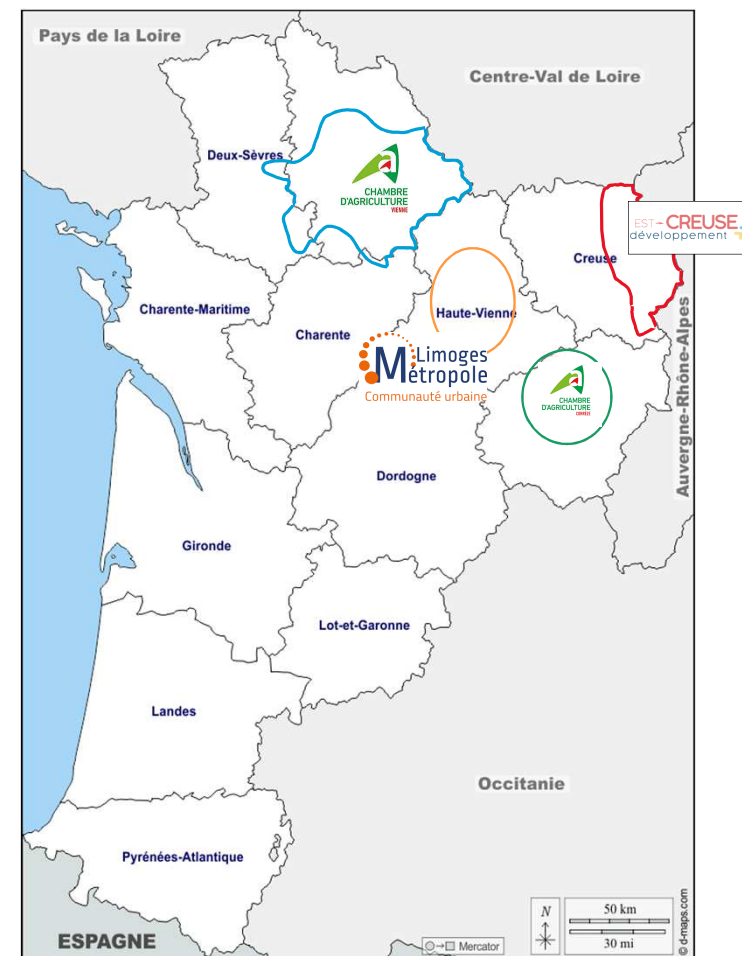 Pays de la Loire
Centre-Val de Loire
Deux-Sèvres
CHAMBRE
D'AGRICULTURE
VIENNE
EST-CREUSE
développement
Creuse
Charente-Maritime
Haute-Vienne
Charente
Limoges
Métropole
Communauté urbaine
CHAMBRE
D'AGRICULTURE
CORRÈZE
Auvergne-Rhône-Alpes
Dordogne
Gironde
Lot-et-Garonne
Landes
Occitanie
Pyrénées-Atlantique
ESPAGNE
Mercator
N
50 km
30 mi
© d-maps.com